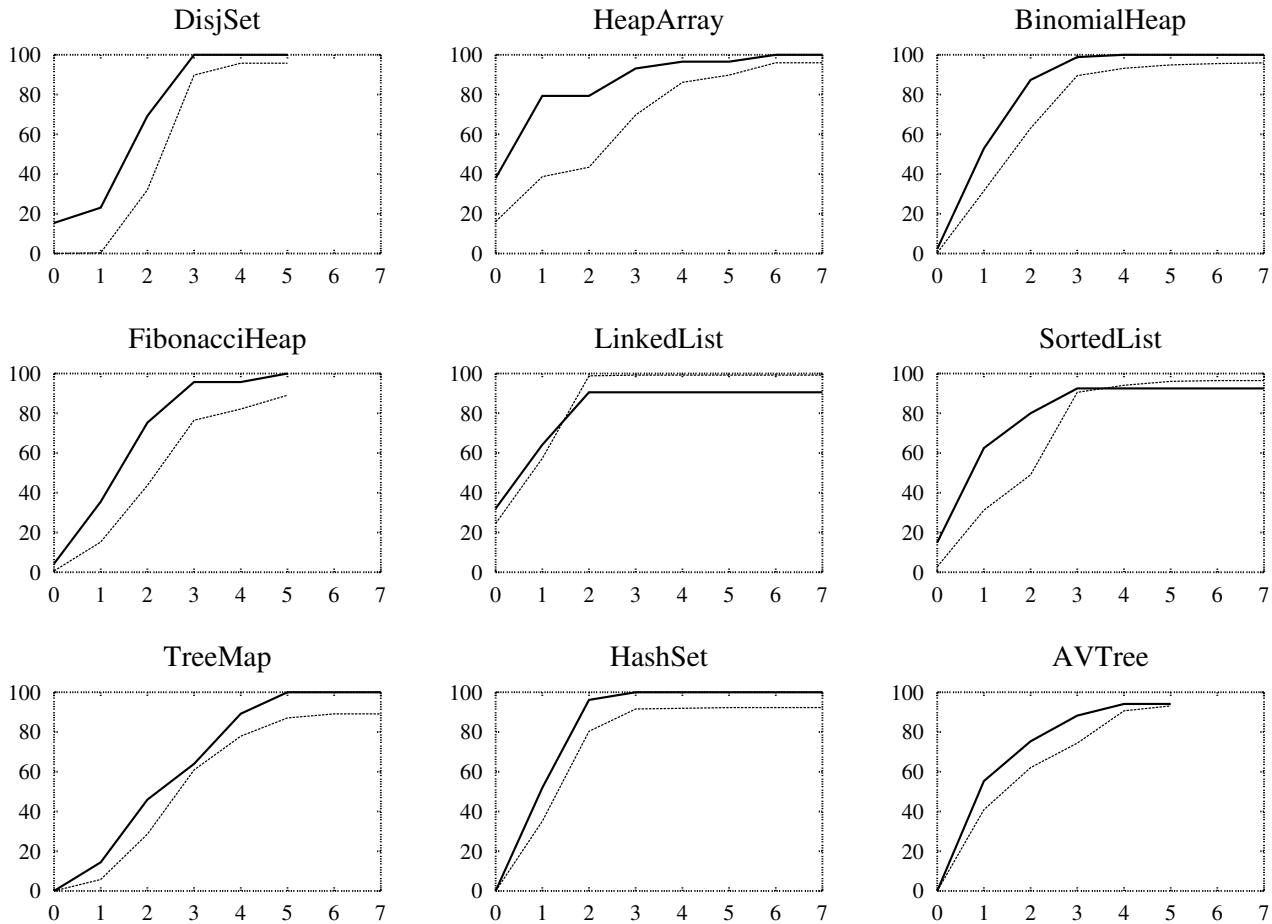 DisjSet HeapArray BinomialHeap
100 100 100
80 80 80
60 60 60
40 40 40
20 20 20
0 0 0
0 1 2 3 4 5 6 7 0 1 2 3 4 5 6 7 0 1 2 3 4 5 6 7
FibonacciHeap LinkedList SortedList
100 100 100
80 80 80
60 60 60
40 40 40
20 20 20
0 0 0
0 1 2 3 4 5 6 7 0 1 2 3 4 5 6 7 0 1 2 3 4 5 6 7
TreeMap HashSet AVTree
100 100 100
80 80 80
60 60 60
40 40 40
20 20 20
0 0 0
0 1 2 3 4 5 6 7 0 1 2 3 4 5 6 7 0 1 2 3 4 5 6 7